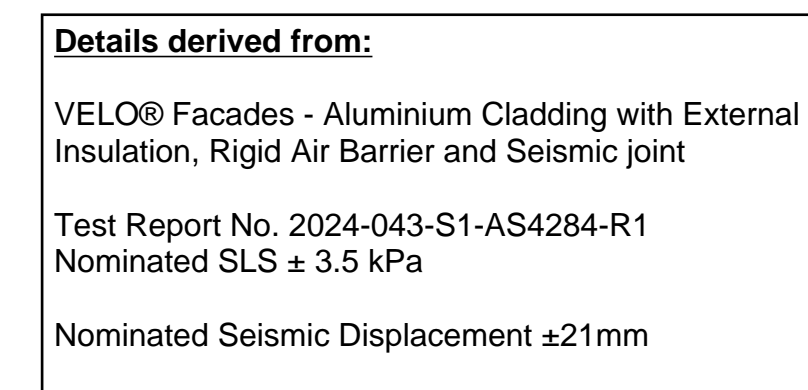 Details derived from:
VELO® Facades - Aluminium Cladding with External
Insulation, Rigid Air Barrier and Seismic joint
Test Report No. 2024-043-S1-AS4284-R1
Nominated SLS ± 3.5 kPa
Nominated Seismic Displacement ±21mm